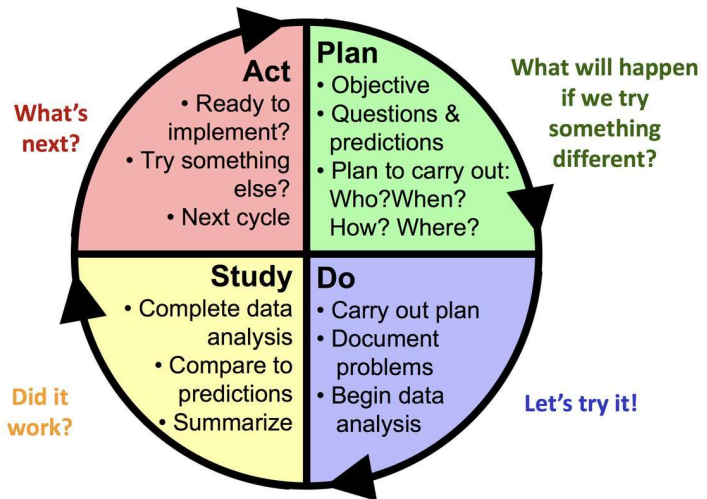 Act
• Ready to
implement?
• Try something
else?
• Next cycle
Plan
• Objective
• Questions &
predictions
• Plan to carry out:
Who?When?
How? Where?
What's
next?
What will happen
if we try
something
different?
Study
• Complete data
analysis
• Compare to
predictions
• Summarize
Do
• Carry out plan
• Document
problems
• Begin data
analysis
Did it
work?
Let's try it!